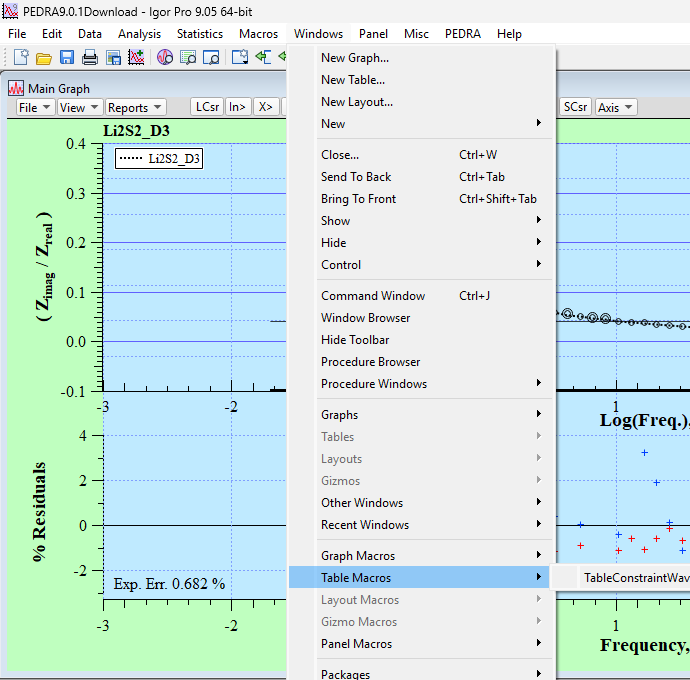 PEDRA9.0.1Download - Igor Pro 9.05 64-bit
File Edit Data Analysis Statistics Macros Windows Panel Misc PEDRA Help
Main Graph
File View Reports LCsr In> X> SCsr Axis
Li2S2_D3
Li2S2_D3
0.4
0.3
0.2
0.1
0.0
-0.1
( Zimag / Zreal )
-3 -2 1
Log(Freq.),
4
2
0
-2
% Residuals
Exp. Err. 0.682 %
-3 -2 1
Frequency,
New Graph...
New Table...
New Layout...
New
Close... Ctrl+W
Send To Back Ctrl+Tab
Bring To Front Ctrl+Shift+Tab
Show
Hide
Control
Command Window Ctrl+J
Window Browser
Hide Toolbar
Procedure Browser
Procedure Windows
Graphs
Tables
Layouts
Gizmos
Other Windows
Recent Windows
Graph Macros
Table Macros
TableConstraintWav
Layout Macros
Gizmo Macros
Panel Macros
Packages